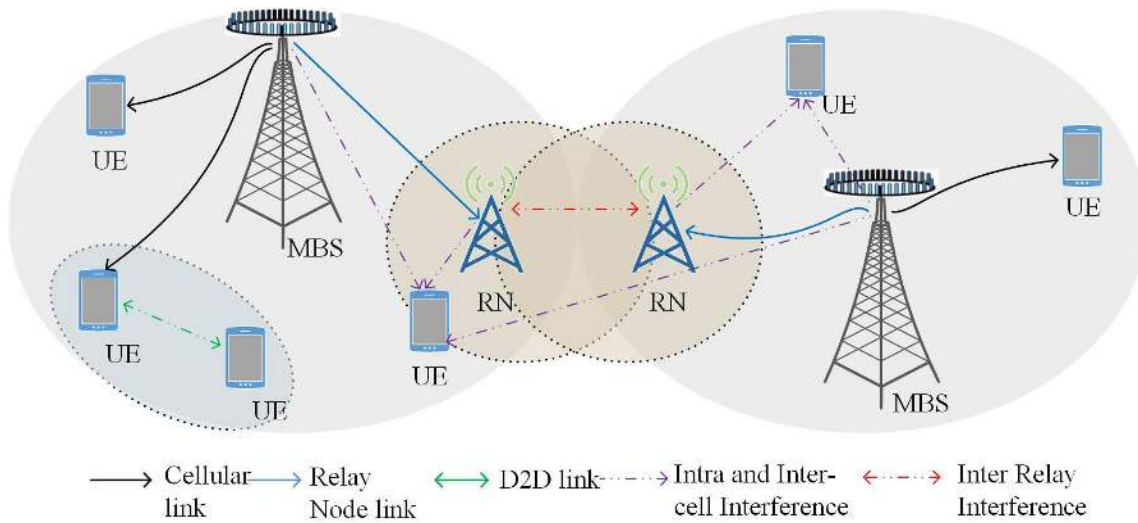 UE
UE
UE
MBS
RN
RN
UE
UE
UE
UE
MBS
Cellular link
Relay Node link
D2D link
Intra and Inter-
cell Interference
Inter Relay
Interference